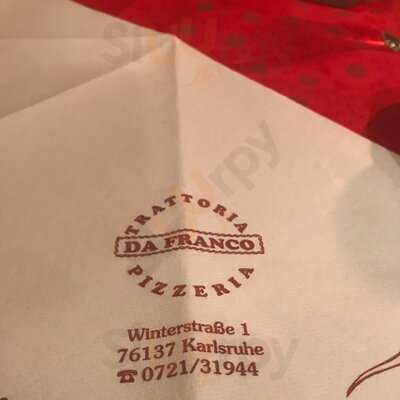 TRATTORIA
DA FRANCO
PIZZERIA
Winterstraße 1
76137 Karlsruhe
☎ 0721/31944